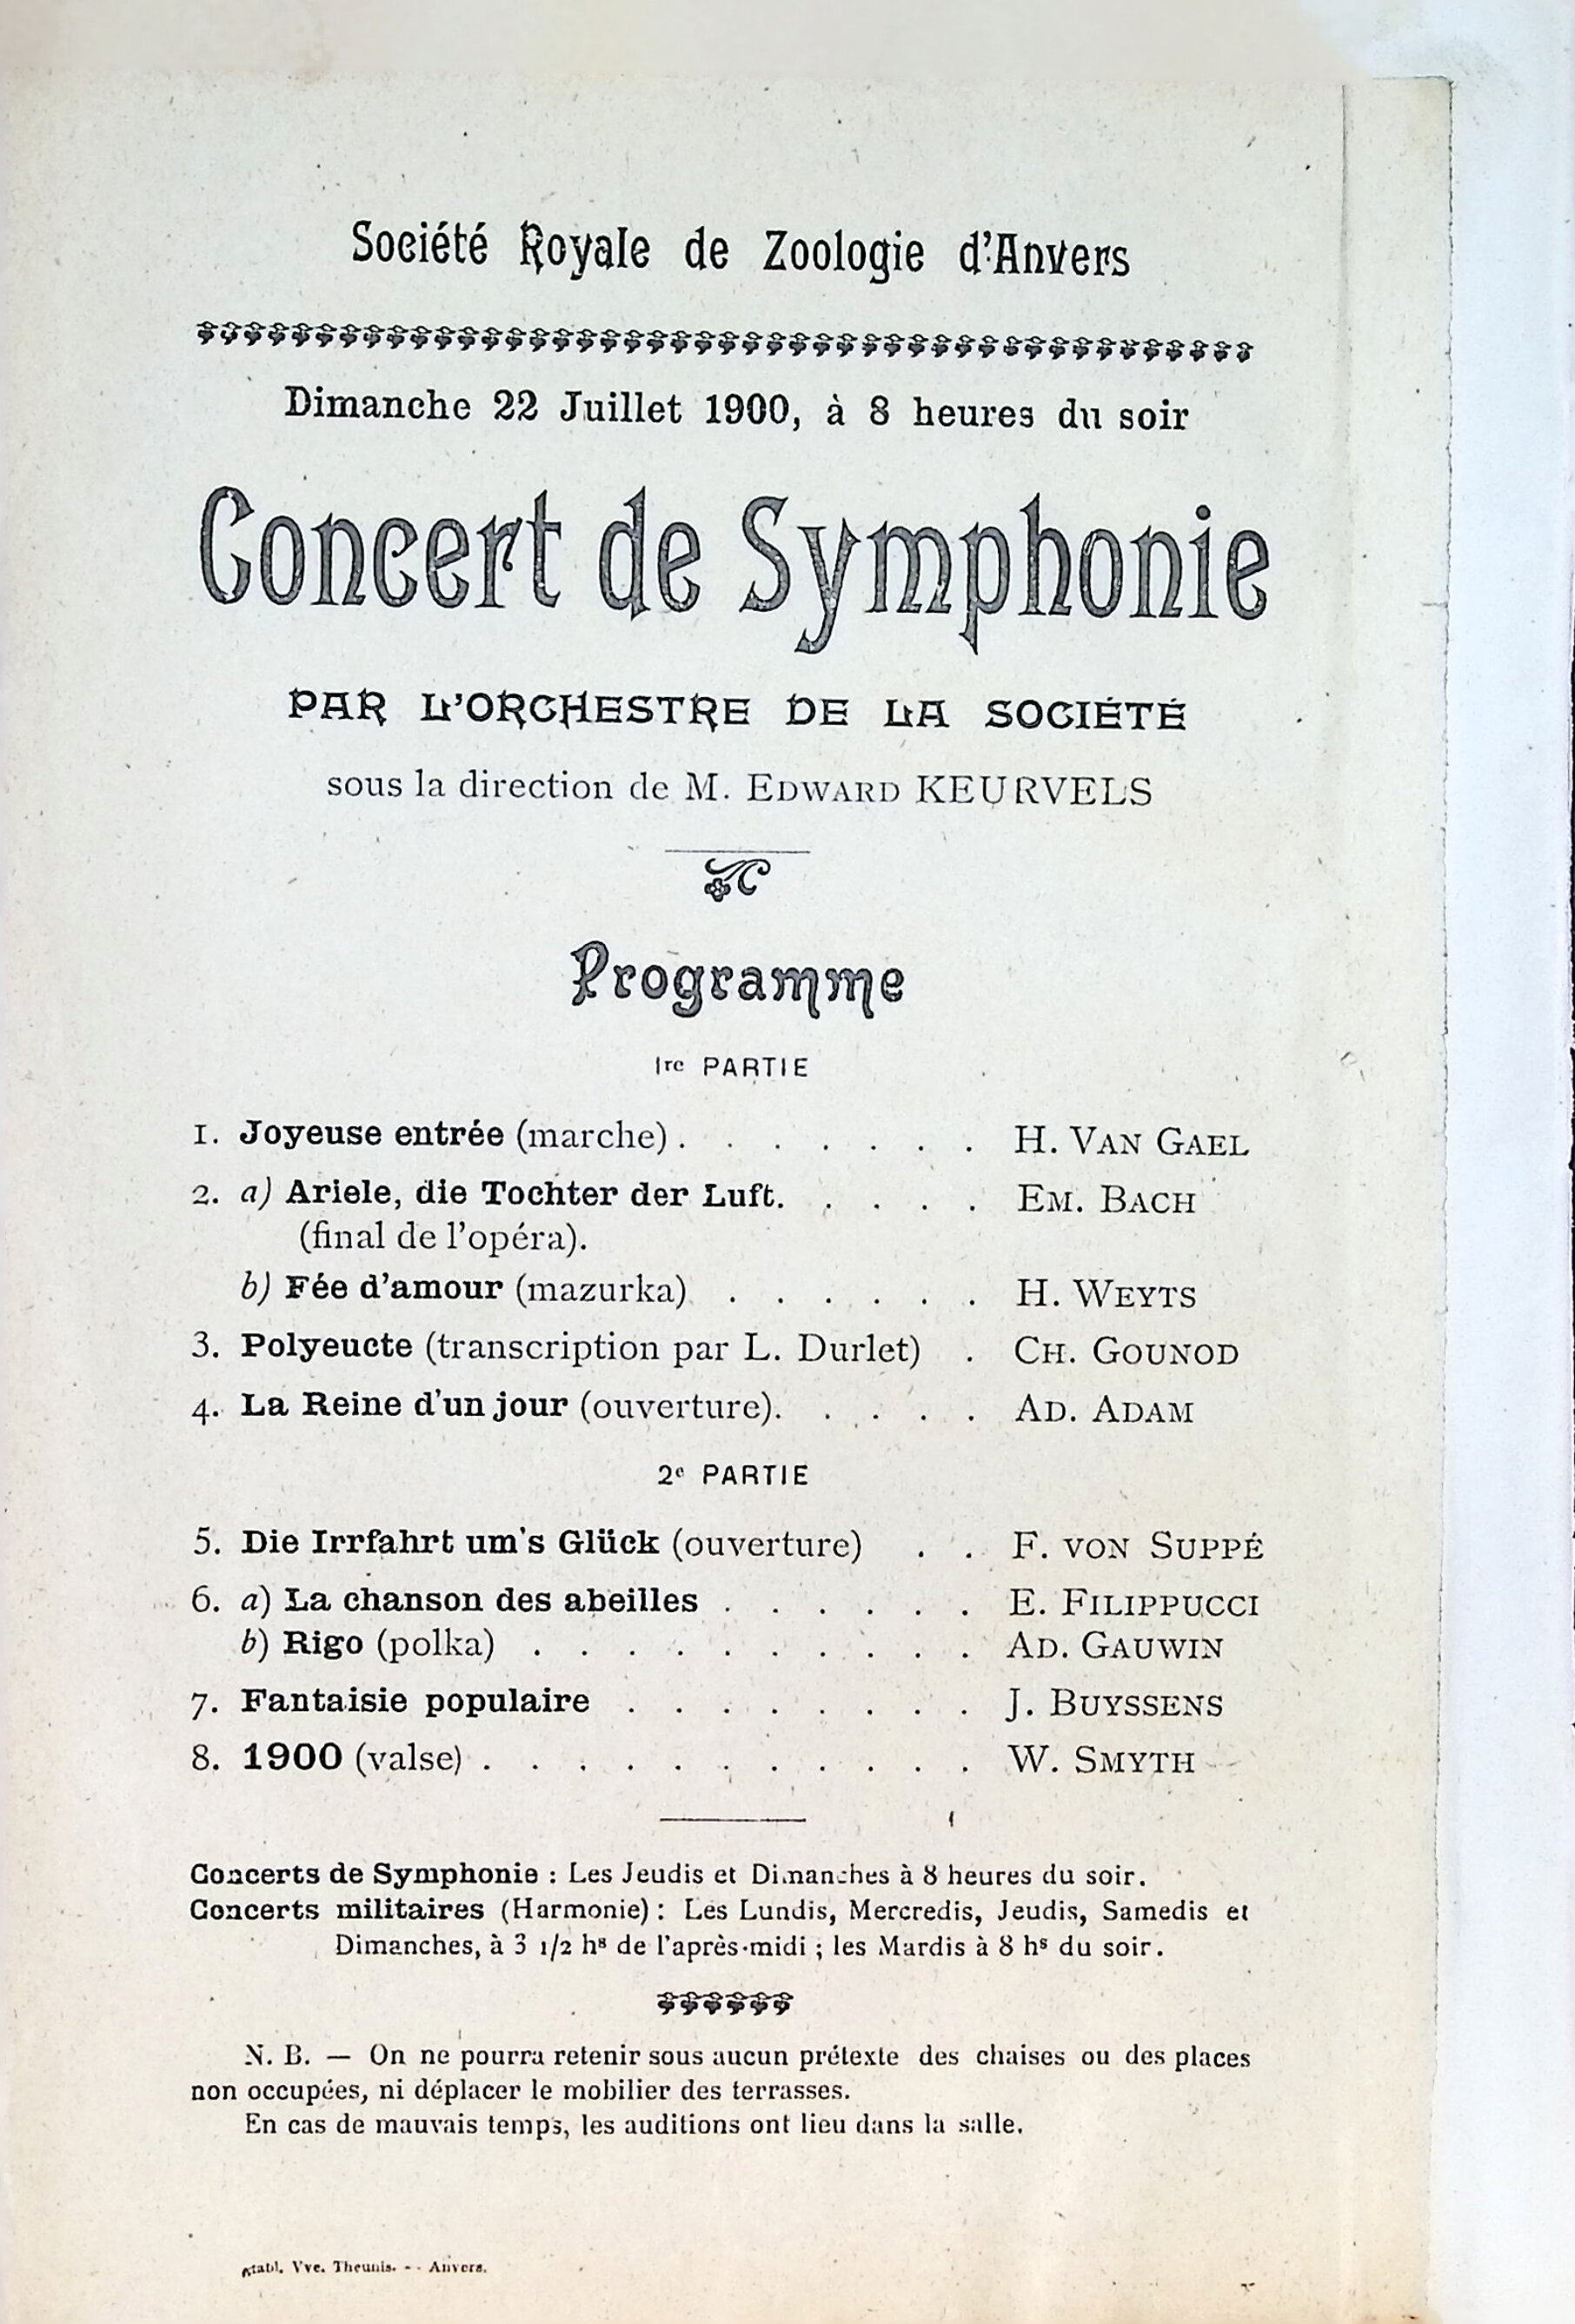 Société Royale de Zoologie d'Anvers
Dimanche 22 Juillet 1900, à 8 heures du soir
Concert de Symphonie
PAR L'ORCHESTRE DE LA SOCIÉTÉ
sous la direction de M. EDWARD KEURVELS
Programme
1re PARTIE
1. Joyeuse entrée (marche) . . . . . . . H. VAN GAEL
2. a) Ariele, die Tochter der Luft. . . . . EM. BACH
(final de l'opéra).
b) Fée d'amour (mazurka) . . . . . . H. WEYTS
3. Polyeucte (transcription par L. Durlet) . CH. GOUNOD
4. La Reine d'un jour (ouverture). . . . . AD. ADAM
2e PARTIE
5. Die Irrfahrt um's Glück (ouverture) . . F. VON SUPPÉ
6. a) La chanson des abeilles . . . . . . E. FILIPPUCCI
b) Rigo (polka) . . . . . . . . . . AD. GAUWIN
7. Fantaisie populaire . . . . . . . . J. BUYSSENS
8. 1900 (valse) . . . . . . . . . . . W. SMYTH
Concerts de Symphonie : Les Jeudis et Dimanches à 8 heures du soir.
Concerts militaires (Harmonie) : Les Lundis, Mercredis, Jeudis, Samedis et
Dimanches, à 3 1/2 hs de l'après-midi ; les Mardis à 8 hs du soir.
N. B. — On ne pourra retenir sous aucun prétexte des chaises ou des places
non occupées, ni déplacer le mobilier des terrasses.
En cas de mauvais temps, les auditions ont lieu dans la salle.
Etabl. Vve. Theunis. -- Anvers.